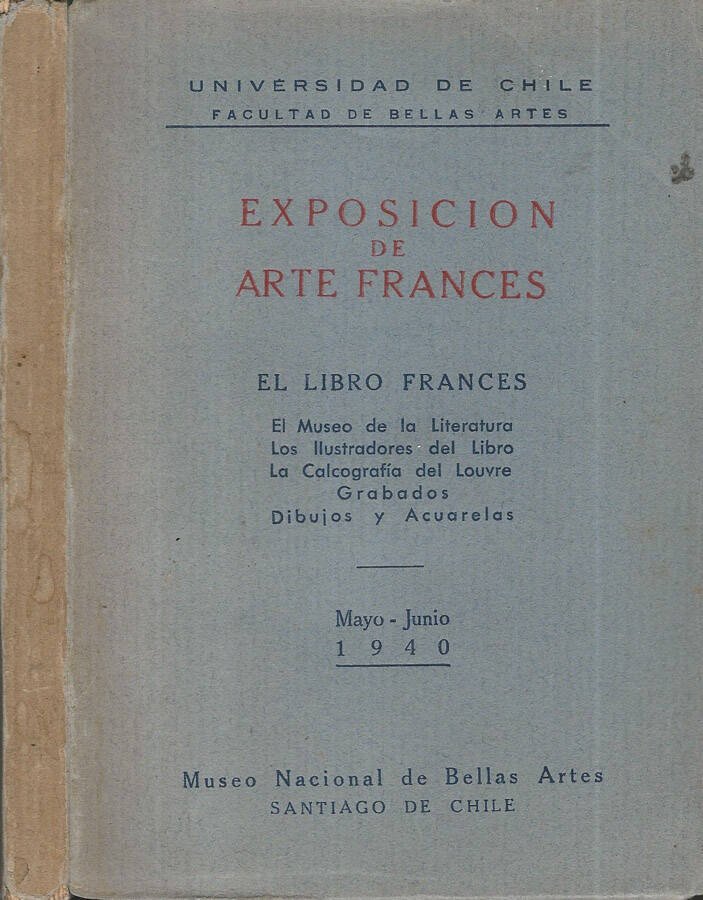 UNIVERSIDAD DE CHILE
FACULTAD DE BELLAS ARTES
EXPOSICION
DE
ARTE FRANCES
EL LIBRO FRANCES
El Museo de la Literatura
Los Ilustradores del Libro
La Calcografía del Louvre
Grabados
Dibujos y Acuarelas
Mayo - Junio
1940
Museo Nacional de Bellas Artes
SANTIAGO DE CHILE